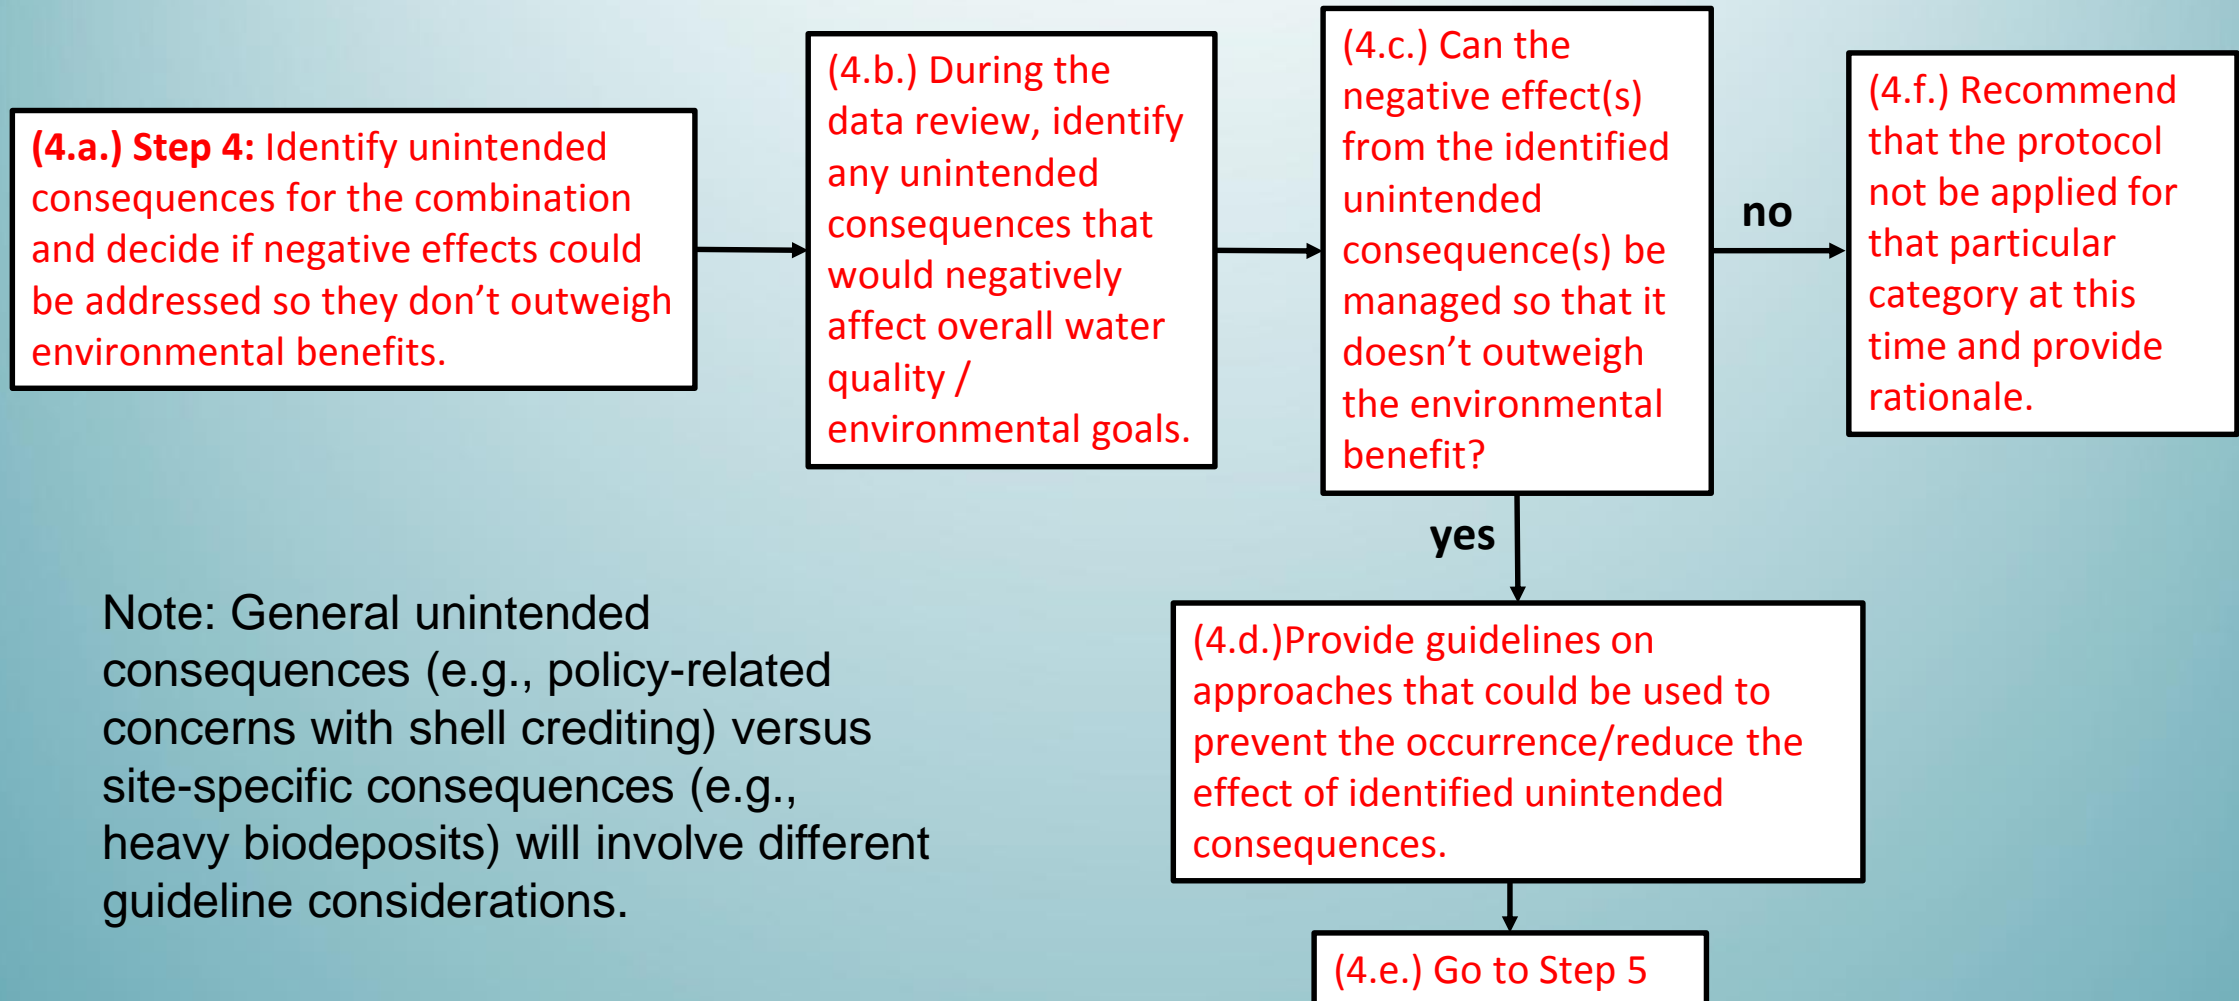 (4.a.) Step 4: Identify unintended
consequences for the combination
and decide if negative effects could
be addressed so they don’t outweigh
environmental benefits.
(4.b.) During the
data review, identify
any unintended
consequences that
would negatively
affect overall water
quality /
environmental goals.
(4.c.) Can the
negative effect(s)
from the identified
unintended
consequence(s) be
managed so that it
doesn’t outweigh
the environmental
benefit?
no
(4.f.) Recommend
that the protocol
not be applied for
that particular
category at this
time and provide
rationale.
yes
(4.d.)Provide guidelines on
approaches that could be used to
prevent the occurrence/reduce the
effect of identified unintended
consequences.
(4.e.) Go to Step 5
Note: General unintended
consequences (e.g., policy-related
concerns with shell crediting) versus
site-specific consequences (e.g.,
heavy biodeposits) will involve different
guideline considerations.